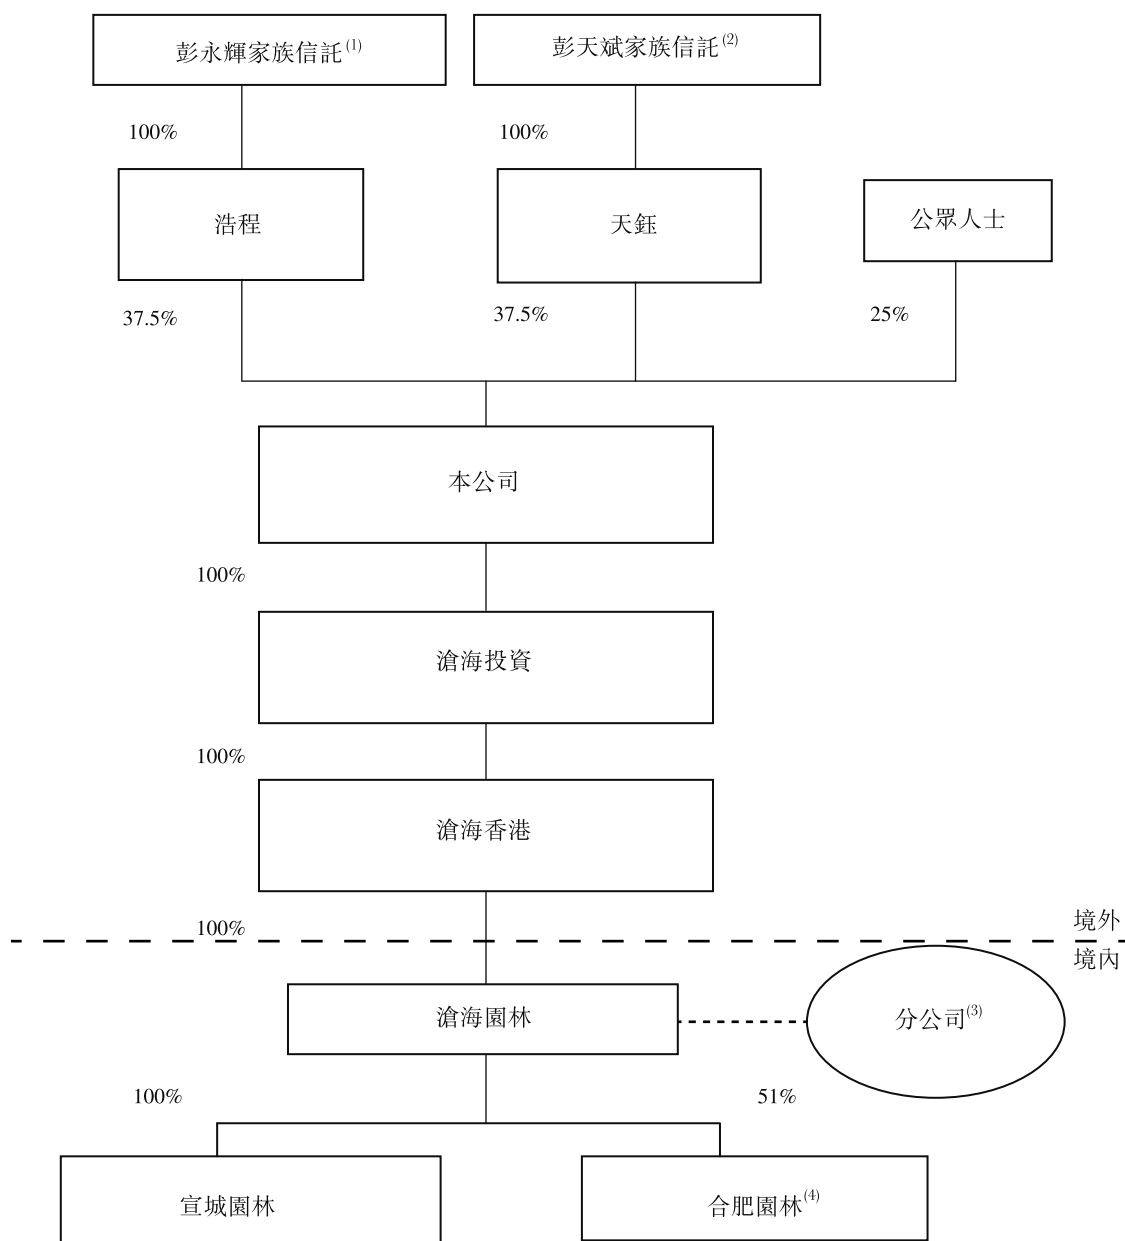 彭永輝家族信託(1)
彭天斌家族信託(2)
100%
100%
浩程
天鈺
公眾人士
37.5%
37.5%
25%
本公司
100%
滄海投資
100%
滄海香港
100%
境外
境內
滄海園林
分公司(3)
100%
51%
宣城園林
合肥園林(4)